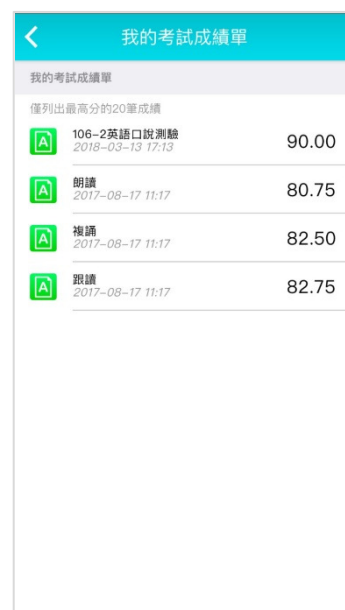 我的考試成績單
我的考試成績單
僅列出最高分的20筆成績
106-2英語口說測驗
2018-03-13 17:13
90.00
朗讀
2017-08-17 11:17
80.75
複誦
2017-08-17 11:17
82.50
跟讀
2017-08-17 11:17
82.75